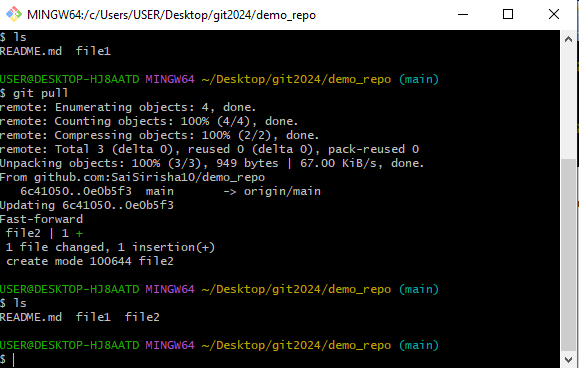 MINGW64:/c/Users/USER/Desktop/git2024/demo_repo
$ ls
README.md  file1
USER@DESKTOP-HJ8AATD MINGW64 ~/Desktop/git2024/demo_repo (main)
$ git pull
remote: Enumerating objects: 4, done.
remote: Counting objects: 100% (4/4), done.
remote: Compressing objects: 100% (2/2), done.
remote: Total 3 (delta 0), reused 0 (delta 0), pack-reused 0
Unpacking objects: 100% (3/3), 949 bytes | 67.00 KiB/s, done.
From github.com:SaiSirisha10/demo_repo
   6c41050..0e0b5f3  main       -> origin/main
Updating 6c41050..0e0b5f3
Fast-forward
 file2 | 1 +
 1 file changed, 1 insertion(+)
 create mode 100644 file2
USER@DESKTOP-HJ8AATD MINGW64 ~/Desktop/git2024/demo_repo (main)
$ ls
README.md  file1  file2
USER@DESKTOP-HJ8AATD MINGW64 ~/Desktop/git2024/demo_repo (main)
$